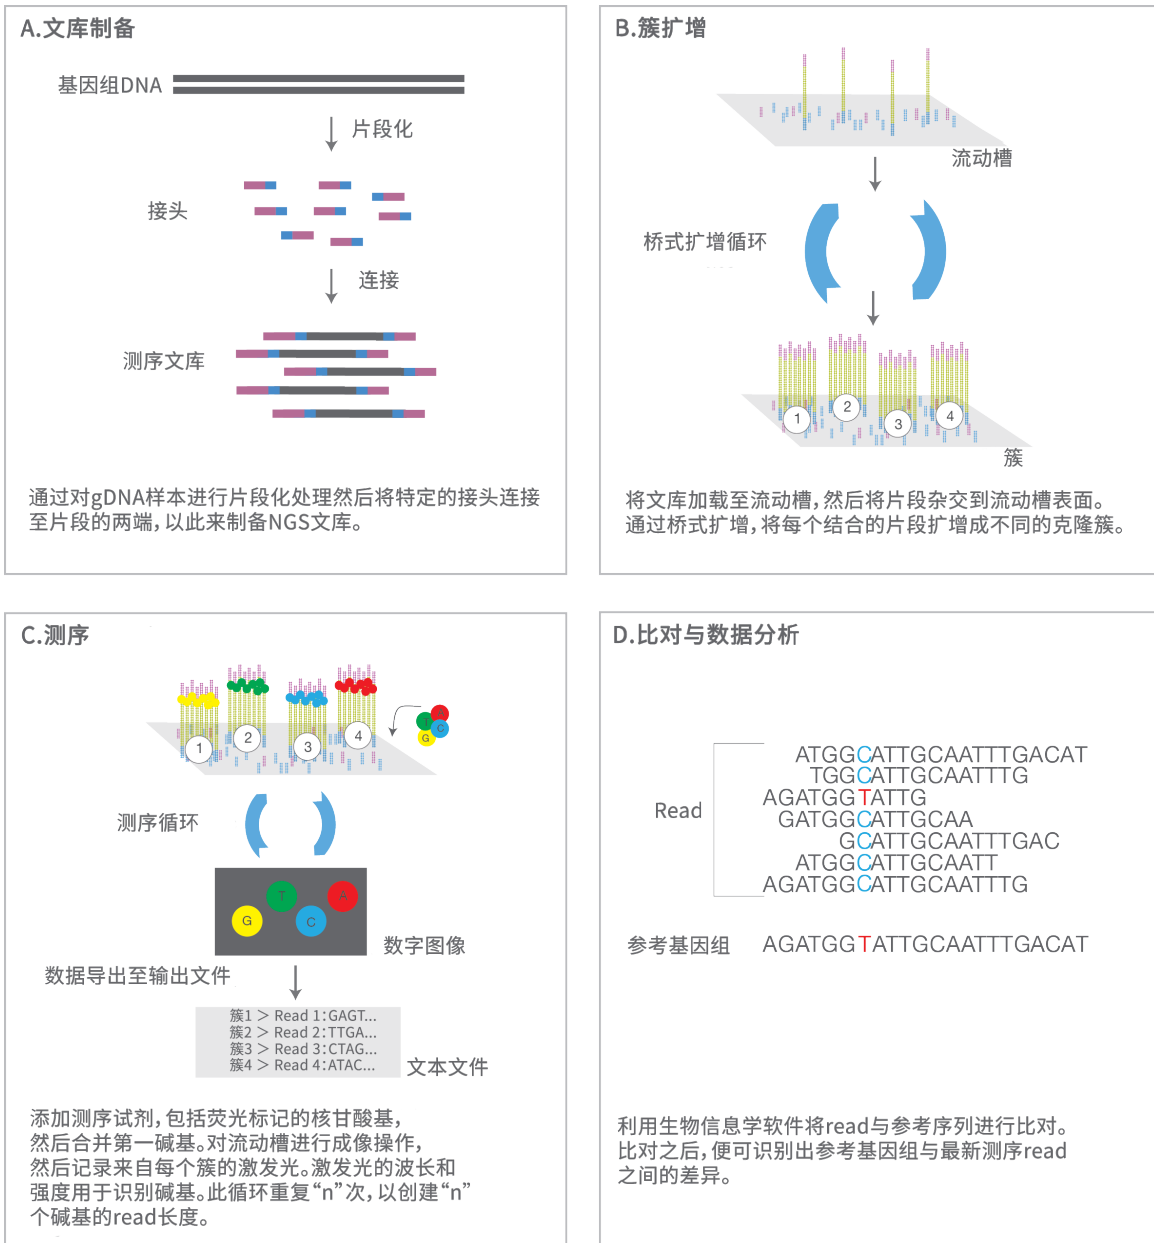 A.文库制备
基因组DNA
片段化
接头
连接
测序文库
通过对gDNA样本进行片段化处理然后将特定的接头连接
至片段的两端,以此来制备NGS文库。
B.簇扩增
流动槽
桥式扩增循环
1
2
3
4
簇
将文库加载至流动槽,然后将片段杂交到流动槽表面。
通过桥式扩增,将每个结合的片段扩增成不同的克隆簇。
C.测序
1
2
3
4
T
C
G
测序循环
G
T
C
A
数字图像
数据导出至输出文件
簇1 > Read 1:GAGT...
簇2 > Read 2:TTGA...
簇3 > Read 3:CTAG...
簇4 > Read 4:ATAC...
文本文件
添加测序试剂,包括荧光标记的核甘酸基,
然后合并第一碱基。对流动槽进行成像操作,
然后记录来自每个簇的激发光。激发光的波长和
强度用于识别碱基。此循环重复“n”次,以创建“n”
个碱基的read长度。
D.比对与数据分析
Read
ATGGCATTGCAATTTGACAT
TGGCATTGCAATTTG
AGATGGTATTG
GATGGCATTGCAA
GCATTGCAATTTGAC
ATGGCATTGCAATT
AGATGGCATTGCAATTTG
参考基因组
AGATGGTATTGCAATTTGACAT
利用生物信息学软件将read与参考序列进行比对。
比对之后,便可识别出参考基因组与最新测序read
之间的差异。